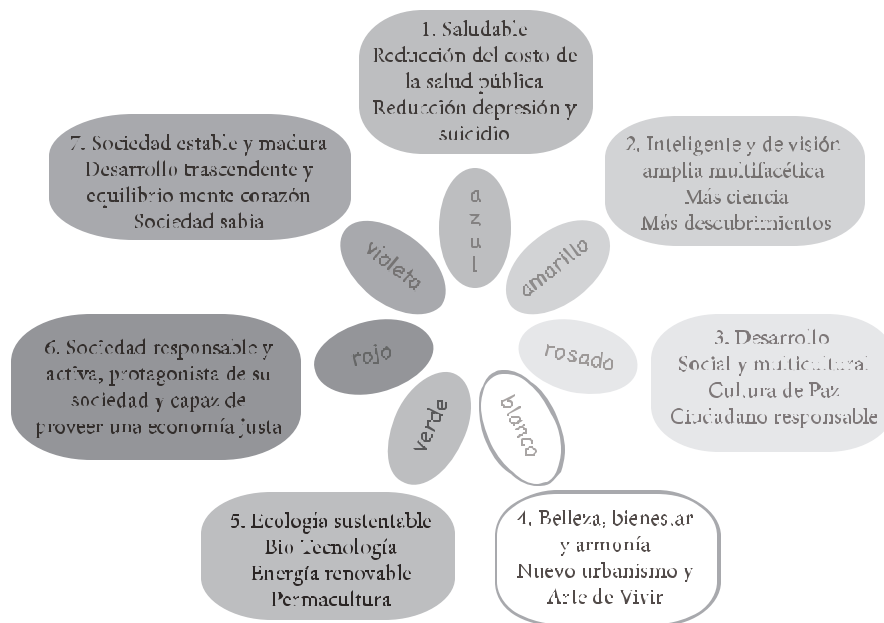 1. Saludable
Reducción del costo de
la salud pública
Reducción depresión y
suicidio
2. Inteligente y de visión
amplia multifacética
Más ciencia
Más descubrimientos
3. Desarrollo
Social y multicultural
Cultura de Paz
Ciudadano responsable
4. Belleza, bienestar
y armonía
Nuevo urbanismo y
Arte de Vivir
5. Ecología sustentable
Bio Tecnología
Energía renovable
Permacultura
6. Sociedad responsable y
activa, protagonista de su
sociedad y capaz de
proveer una economía justa
7. Sociedad estable y madura
Desarrollo trascendente y
equilibrio mente corazón
Sociedad sabia
azul
amarillo
rosado
blanco
verde
rojo
violeta